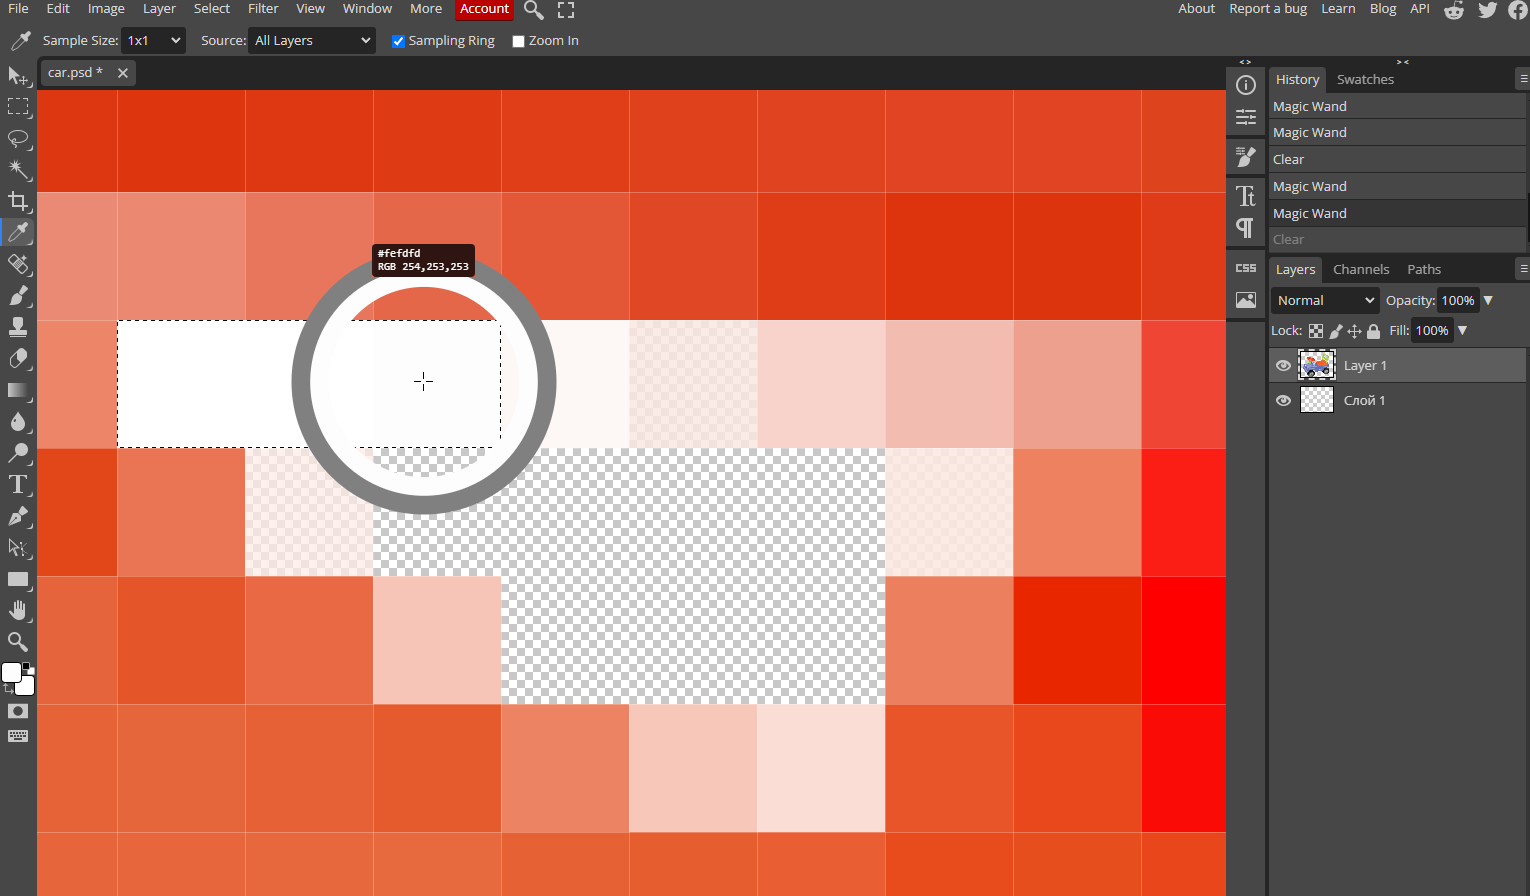 File Edit Image Layer Select Filter View Window More Account About Report a bug Learn Blog API
Sample Size: 1x1 Source: All Layers Sampling Ring Zoom In
car.psd *
History Swatches
Magic Wand
Magic Wand
Clear
Magic Wand
Magic Wand
Clear
#fefdfd
RGB 254,253,253
CSS
Layers Channels Paths
Normal Opacity: 100%
Lock: Fill: 100%
Layer 1
Слой 1